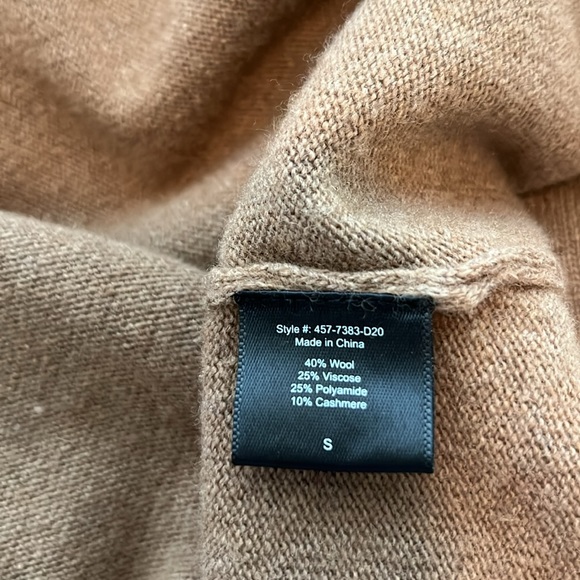 Style #: 457-7383-D20
Made in China
40% Wool
25% Viscose
25% Polyamide
10% Cashmere
S